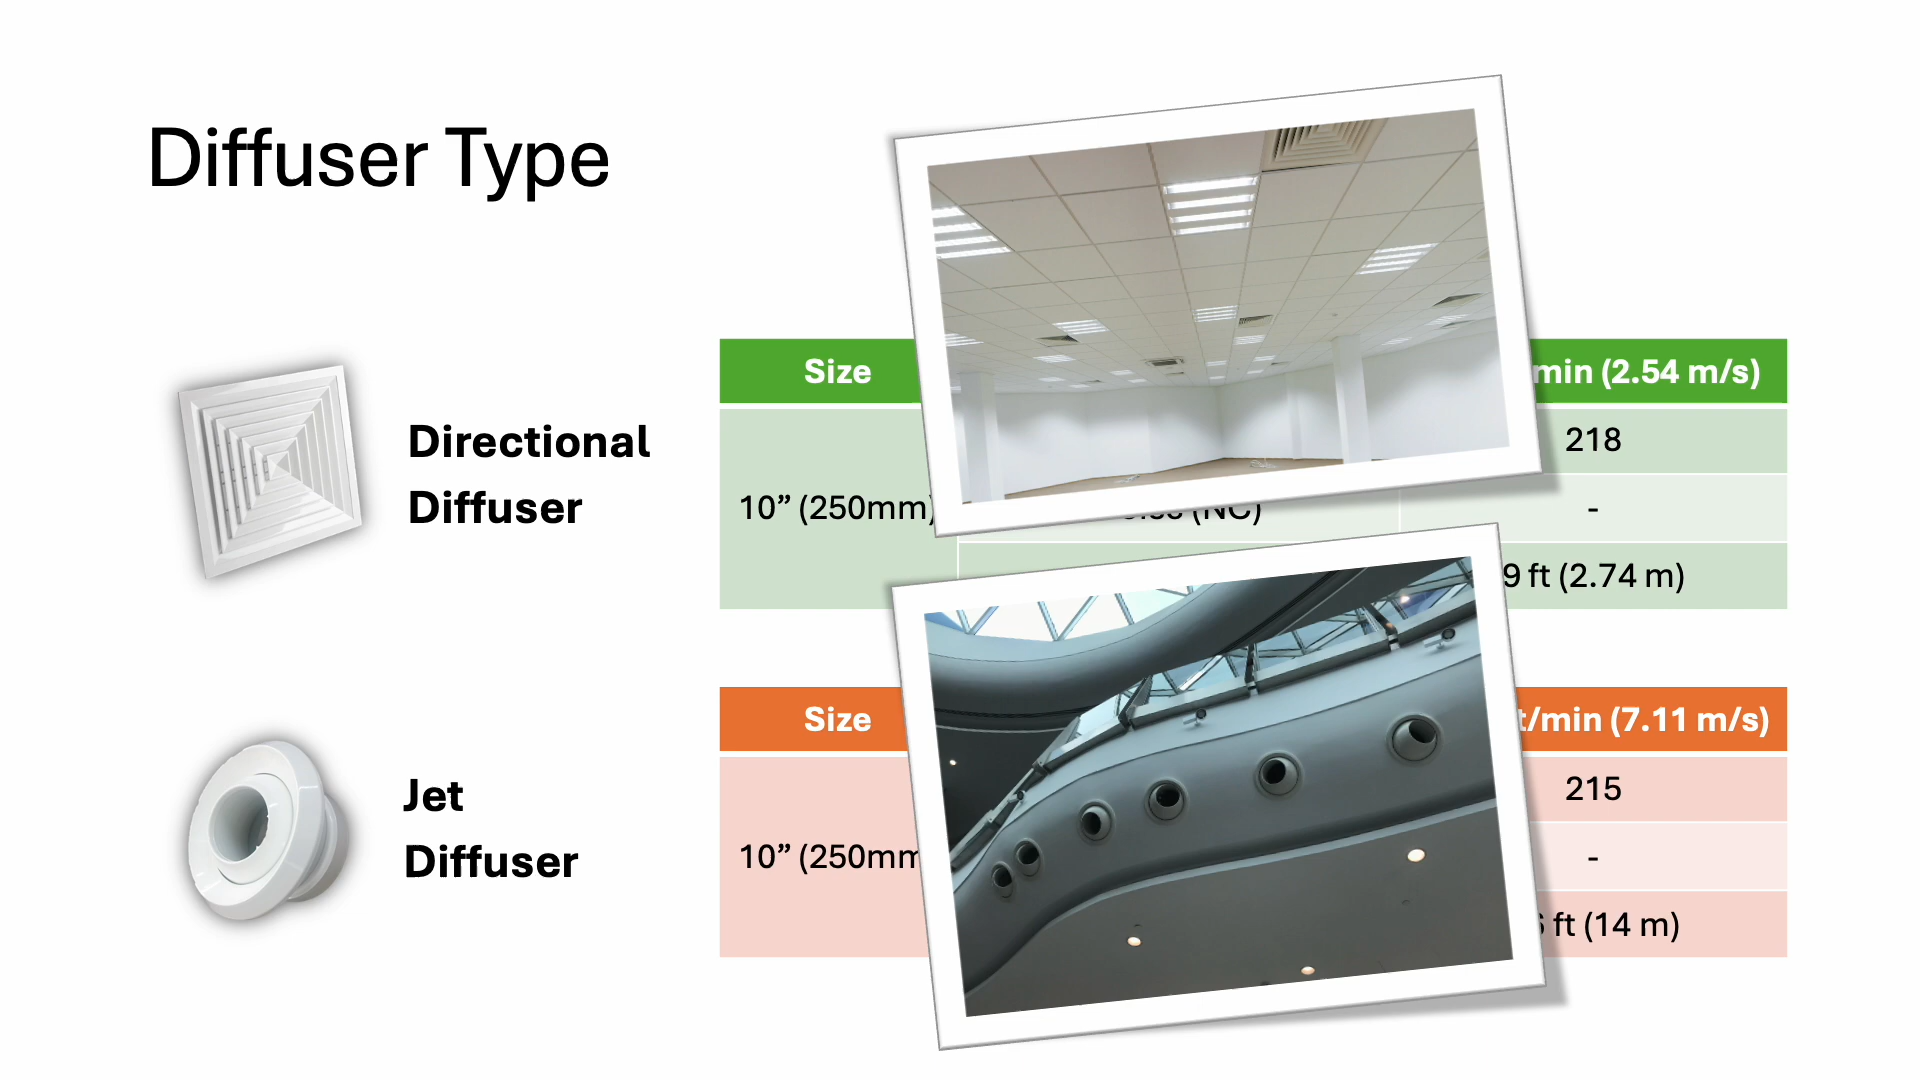 Diffuser Type
Size
min (2.54 m/s)
Directional
Diffuser
10” (250mm)
218
(NC)
-
9 ft (2.74 m)
Size
t/min (7.11 m/s)
Jet
Diffuser
10” (250mm
215
-
ft (14 m)